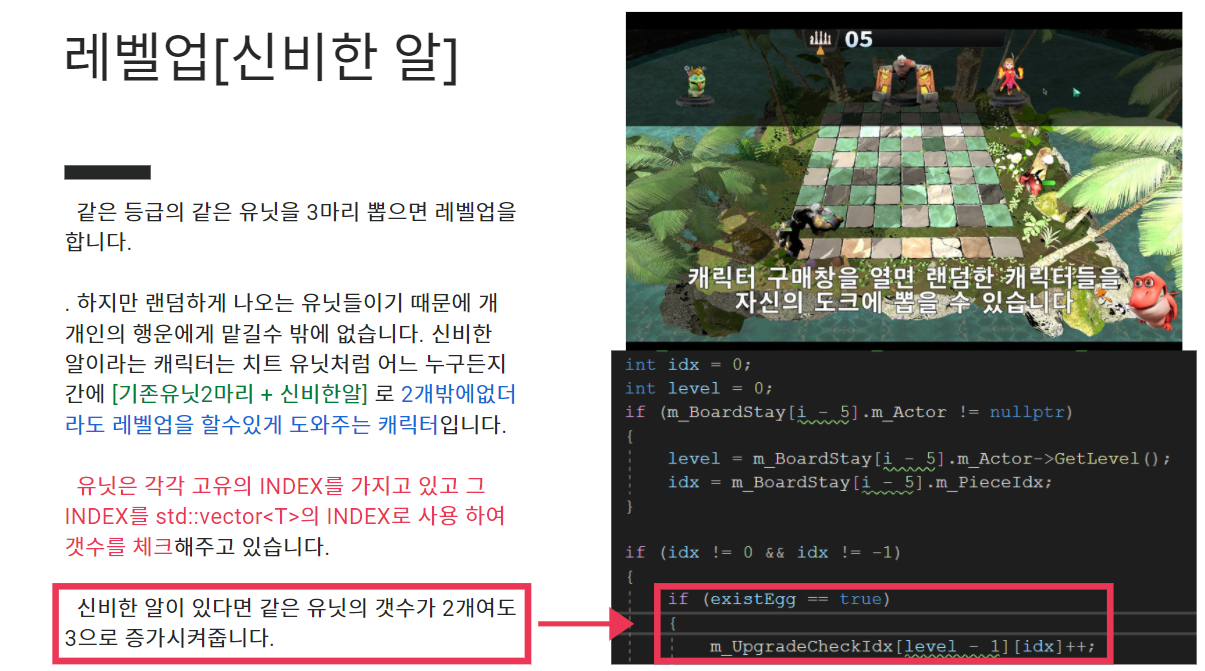 레벨업[신비한 알]
같은 등급의 같은 유닛을 3마리 뽑으면 레벨업을
합니다.
. 하지만 랜덤하게 나오는 유닛들이기 때문에 개
개인의 행운에게 맡길수 밖에 없습니다. 신비한
알이라는 캐릭터는 치트 유닛처럼 어느 누구든지
간에 [기존유닛2마리 + 신비한알] 로 2개밖에없더
라도 레벨업을 할수있게 도와주는 캐릭터입니다.
유닛은 각각 고유의 INDEX를 가지고 있고 그
INDEX를 std::vector<T>의 INDEX로 사용 하여
갯수를 체크해주고 있습니다.
신비한 알이 있다면 같은 유닛의 갯수가 2개여도
3으로 증가시켜줍니다.
05
캐릭터 구매창을 열면 랜덤한 캐릭터들을
자신의 도크에 뽑을 수 있습니다
int idx = 0;
int level = 0;
if (m_BoardStay[i - 5].m_Actor != nullptr)
{
level = m_BoardStay[i - 5].m_Actor->GetLevel();
idx = m_BoardStay[i - 5].m_PieceIdx;
}
if (idx != 0 && idx != -1)
{
if (existEgg == true)
{
m_UpgradeCheckIdx[level - 1][idx]++;